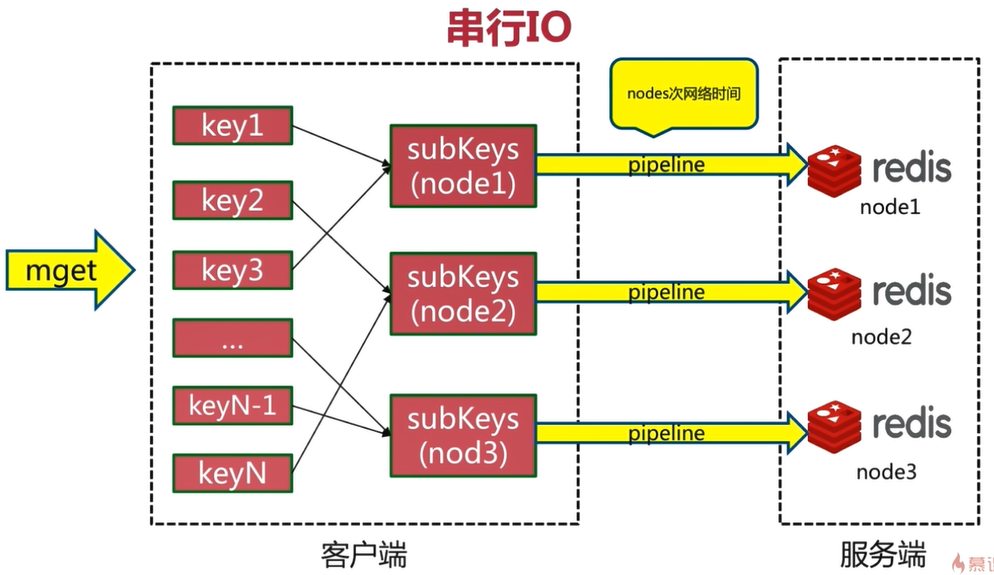 串行IO
nodes次网络时间
mget
key1
key2
key3
...
keyN-1
keyN
subKeys
(node1)
subKeys
(node2)
subKeys
(nod3)
pipeline
pipeline
pipeline
redis
node1
redis
node2
redis
node3
客户端
服务端
慕